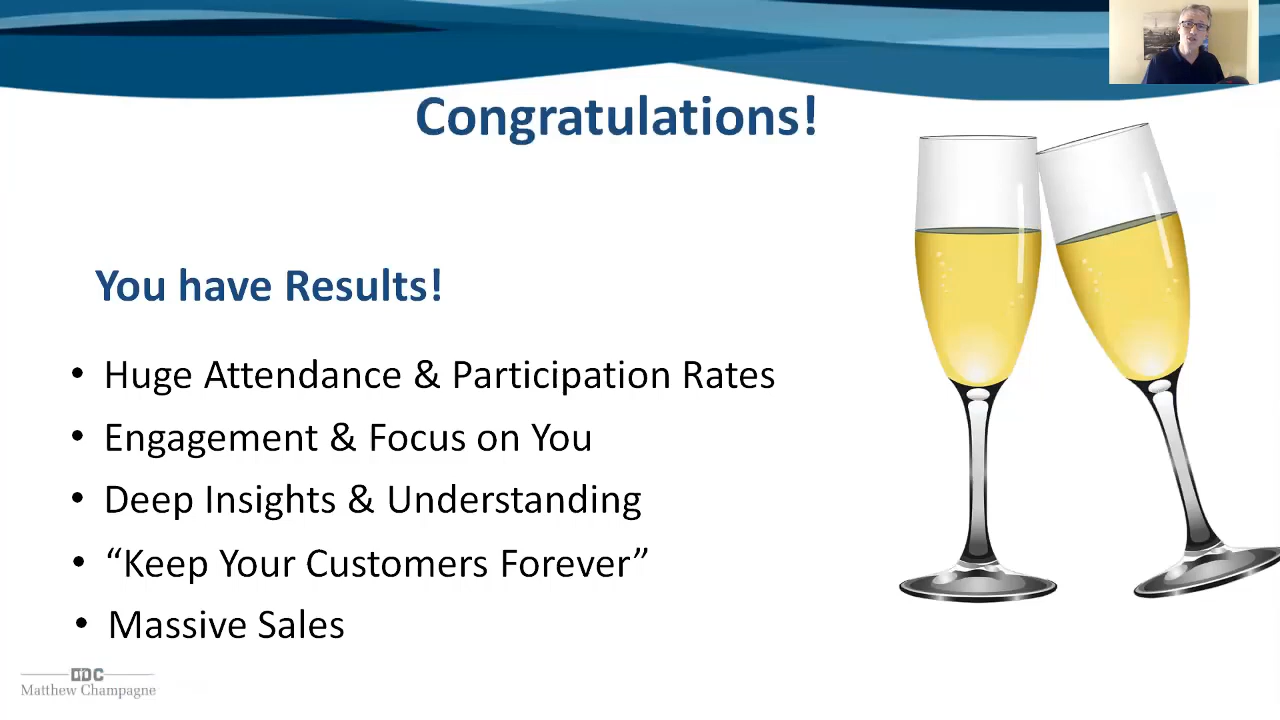 Congratulations!
You have Results!
• Huge Attendance & Participation Rates
• Engagement & Focus on You
• Deep Insights & Understanding
• “Keep Your Customers Forever”
• Massive Sales
Matthew Champagne